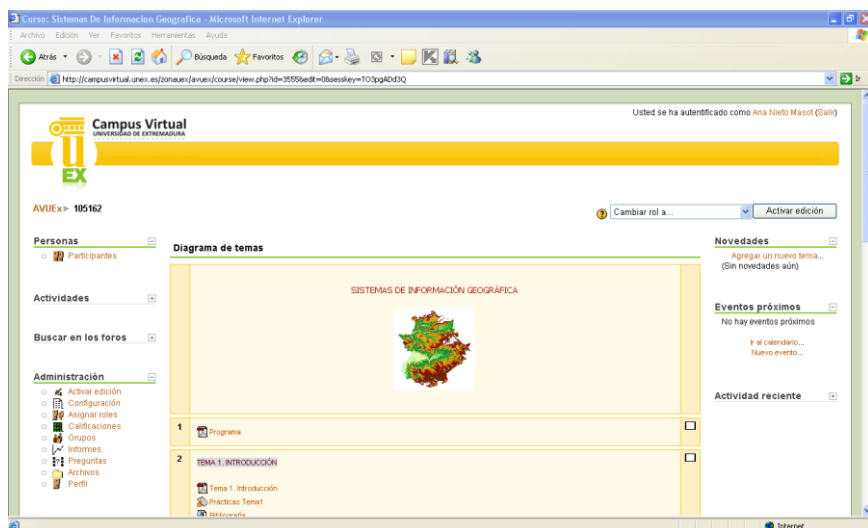 Curso: Sistemas De Informacion Geografica - Microsoft Internet Explorer
Archivo Edición Ver Favoritos Herramientas Ayuda
Atrás Búsqueda Favoritos
Dirección http://campusvirtual.unex.es/zonauex/avuex/course/view.php?id=3555&edit=0&sesskey=TO3pgADd3Q Ir
Usted se ha autentificado como Ana Nieto Masot (Salir)
Campus Virtual
UNIVERSIDAD DE EXTREMADURA
u
EX
AVUEx ► 105162
Cambiar rol a... Activar edición
Personas
Participantes
Actividades
Buscar en los foros
Administración
Activar edición
Configuración
Asignar roles
Calificaciones
Grupos
Informes
Preguntas
Archivos
Perfil
Diagrama de temas
SISTEMAS DE INFORMACIÓN GEOGRÁFICA
1 Programa
2 TEMA 1. INTRODUCCIÓN
Tema 1. Introducción
Prácticas Tema1
Bibliografía
Novedades
Agregar un nuevo tema...
(Sin novedades aún)
Eventos próximos
No hay eventos próximos
Ir al calendario...
Nuevo evento...
Actividad reciente
Internet